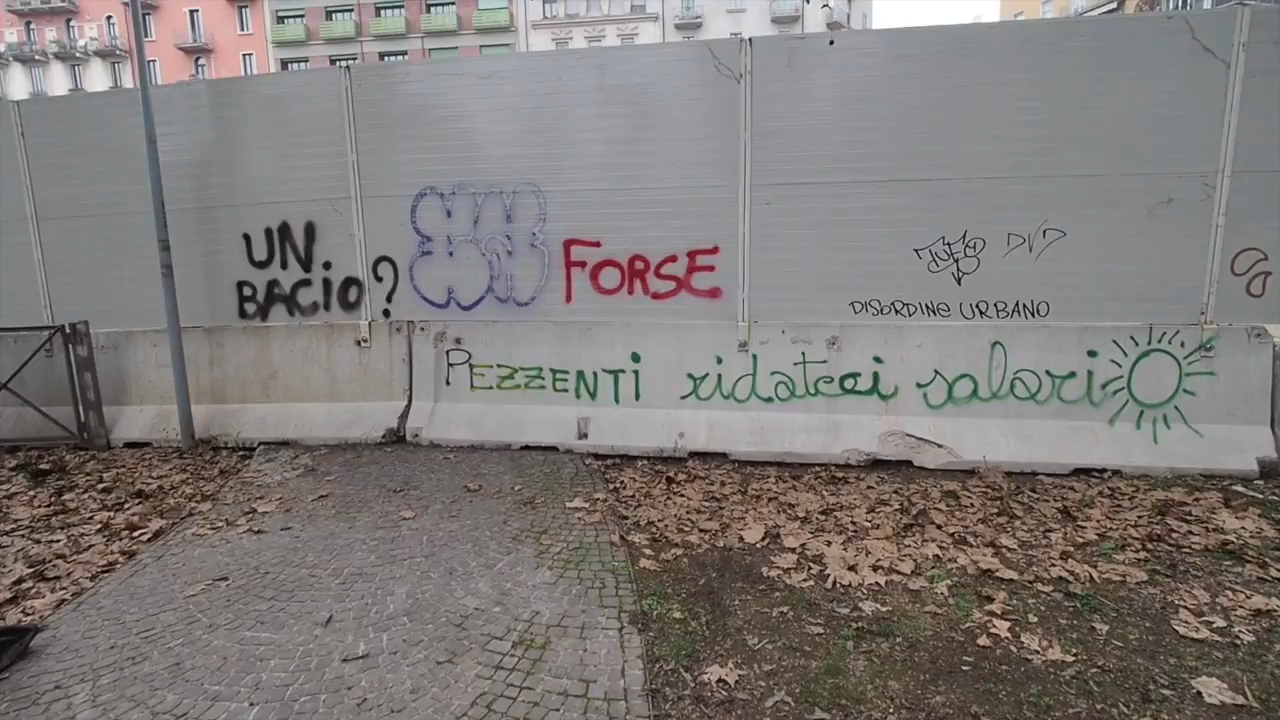 UN.
BACIO?
FORSE
DISORDINE URBANO
PEZZENTI ridateci salari